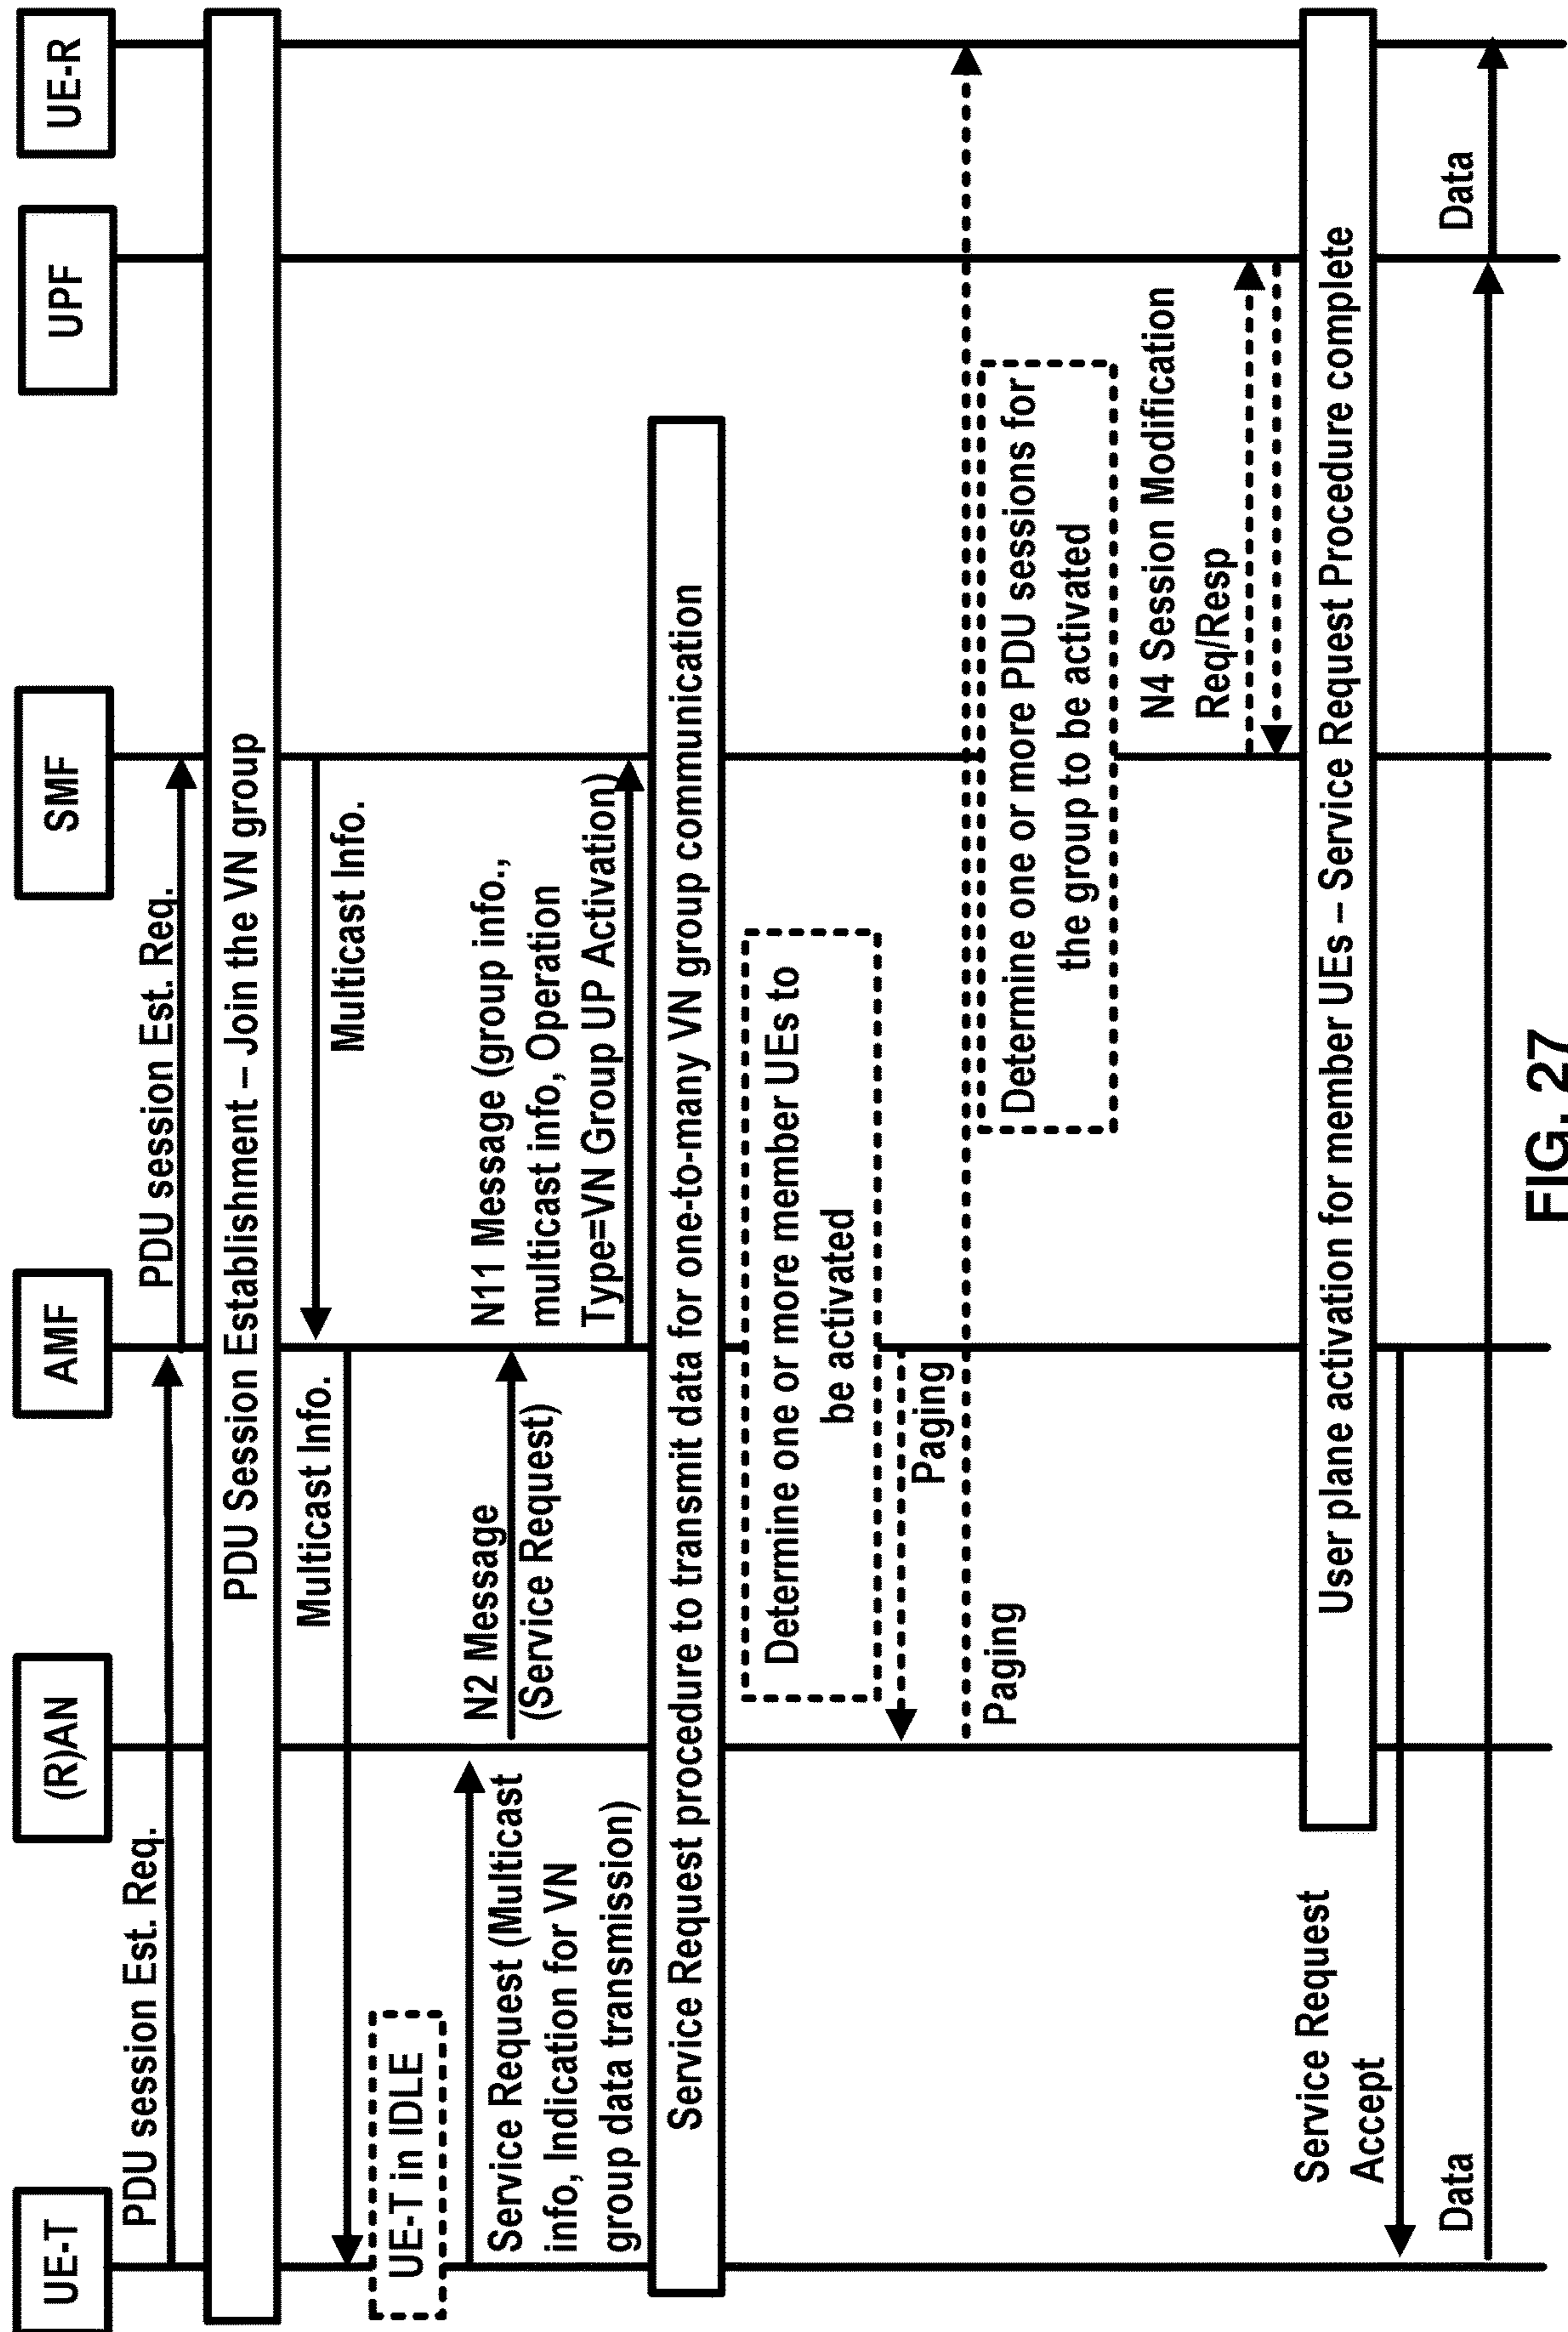 UE-T
(R)AN
AMF
SMF
UPF
UE-R
PDU session Est. Req.
PDU session Est. Req.
PDU Session Establishment – Join the VN group
Multicast Info.
Multicast Info.
UE-T in IDLE
Service Request (Multicast
info, Indication for VN
group data transmission)
N2 Message
(Service Request)
N11 Message (group info.,
multicast info, Operation
Type=VN Group UP Activation)
Service Request procedure to transmit data for one-to-many VN group communication
Determine one or more member UEs to
be activated
Paging
Paging
Determine one or more PDU sessions for
the group to be activated
N4 Session Modification
Req/Resp
User plane activation for member UEs – Service Request Procedure complete
Service Request
Accept
Data
Data
FIG. 27